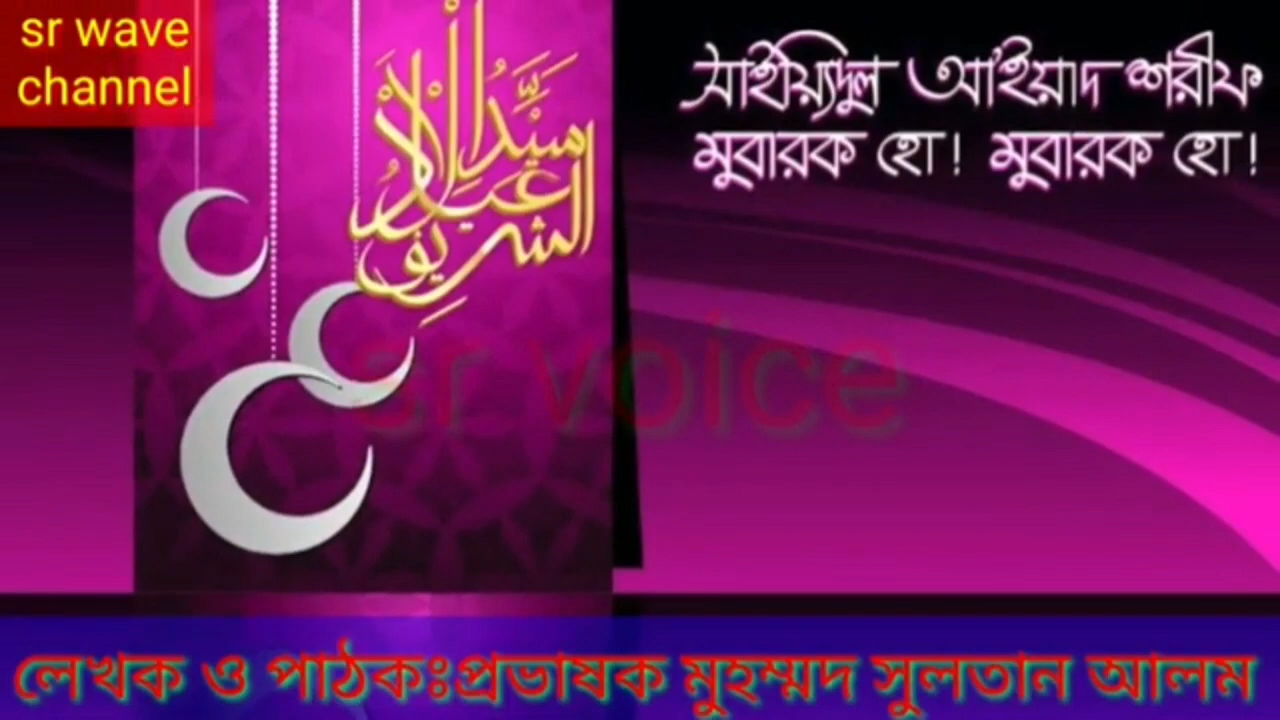 sr wave
channel
سيد الأعياد الشريف
সাইয়্যিদুল আ'ইয়াদ শরীফ
মুবারক হো! মুবারক হো!
sr voice
লেখক ও পাঠকঃপ্রভাষক মুহম্মদ সুলতান আলম